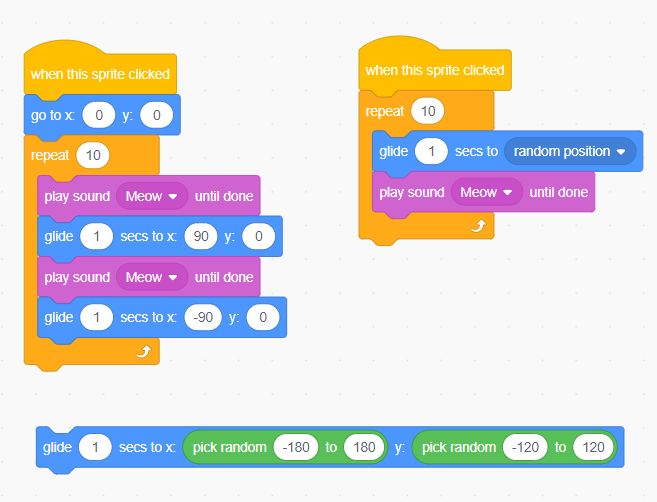 when this sprite clicked
go to x: 0 y: 0
repeat 10
play sound Meow until done
glide 1 secs to x: 90 y: 0
play sound Meow until done
glide 1 secs to x: -90 y: 0
when this sprite clicked
repeat 10
glide 1 secs to random position
play sound Meow until done
glide 1 secs to x: pick random -180 to 180 y: pick random -120 to 120